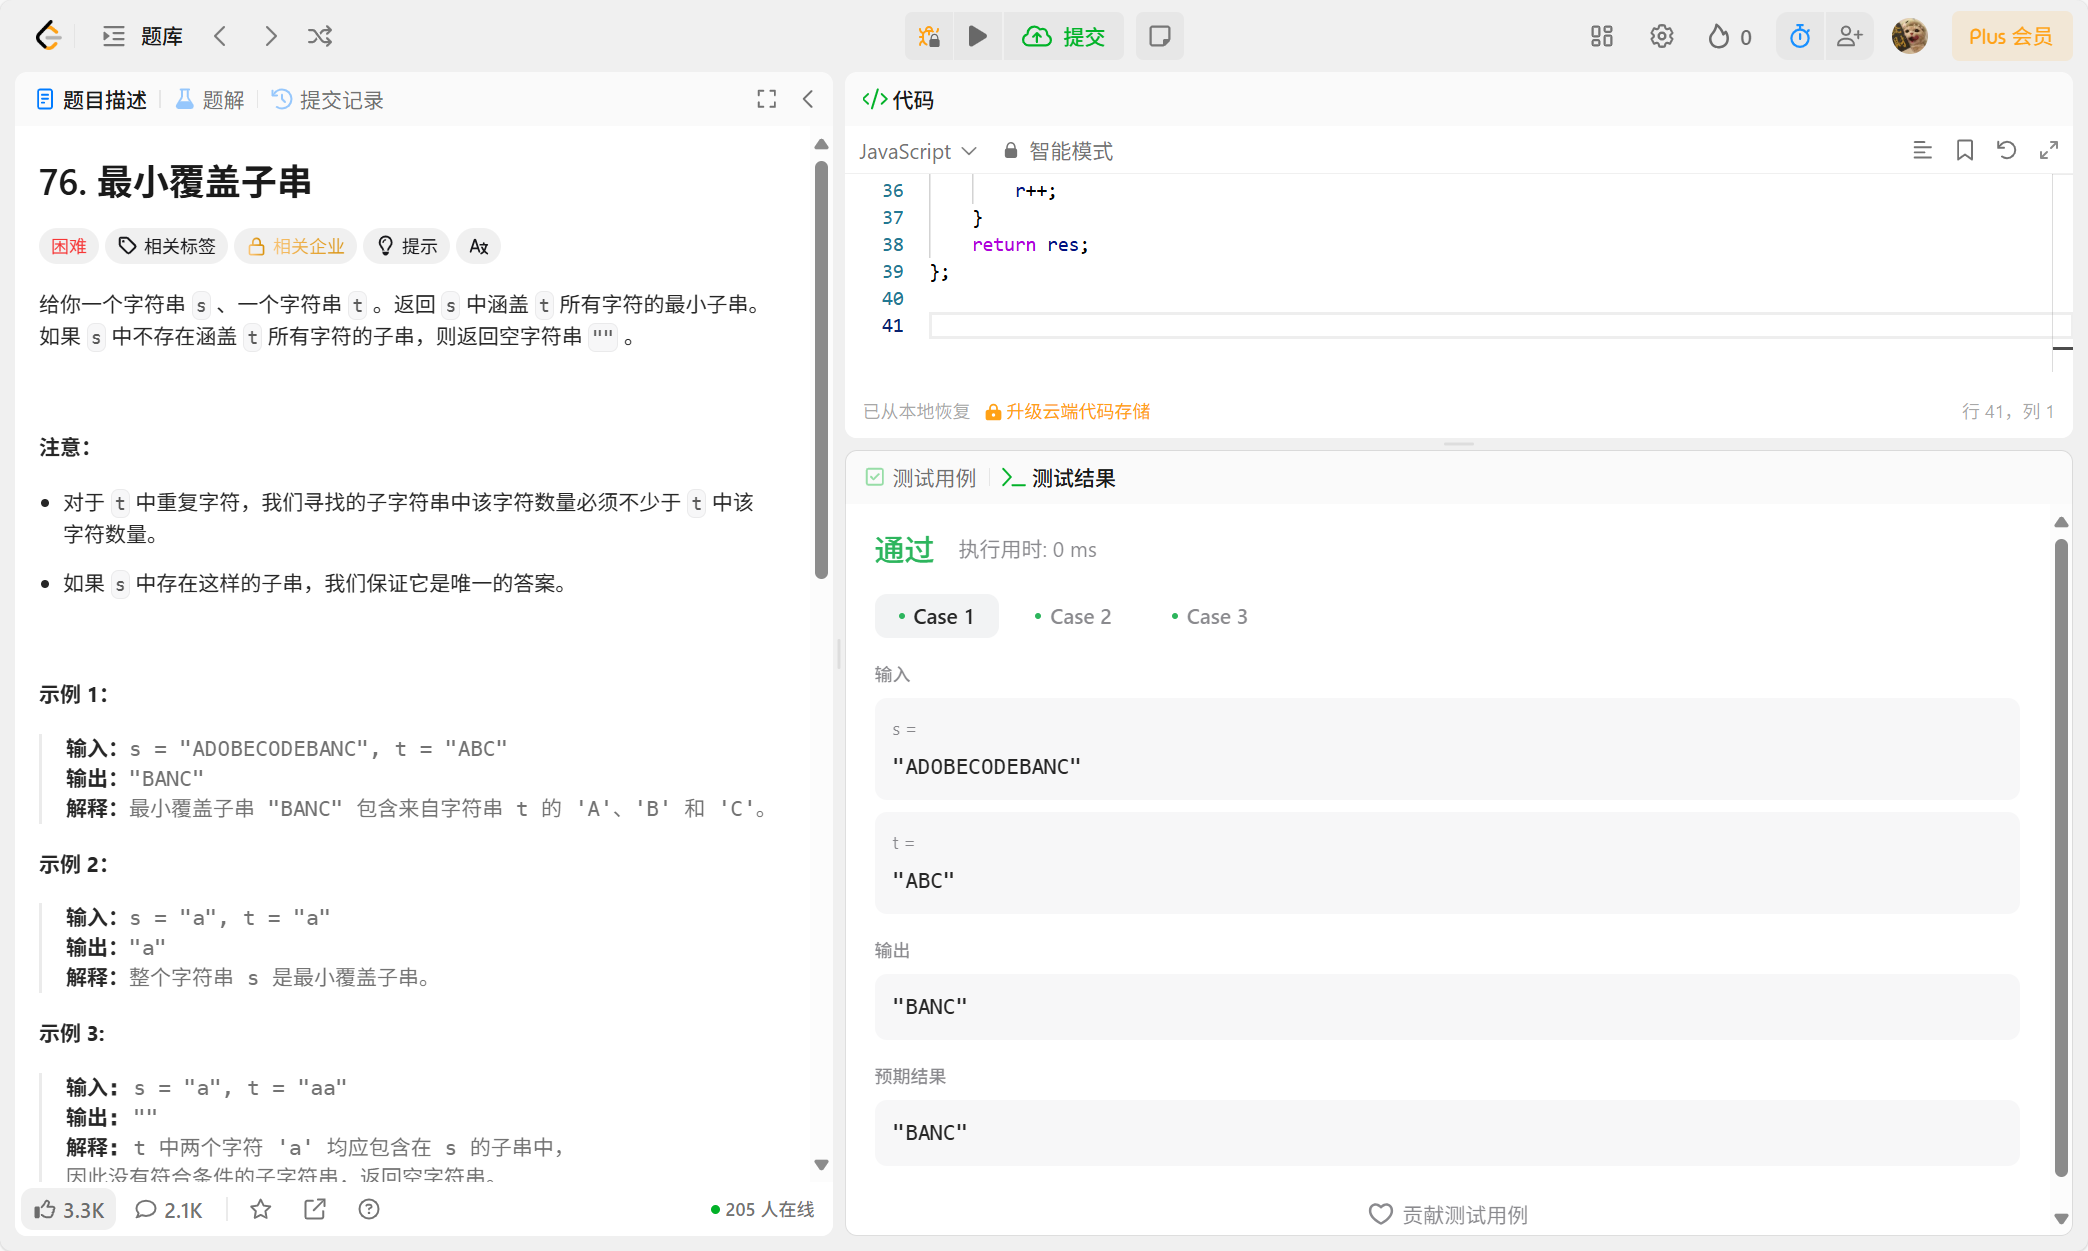 题库
提交
0
Plus 会员
题目描述
题解
提交记录
76. 最小覆盖子串
困难
相关标签
相关企业
提示
给你一个字符串 s 、一个字符串 t 。返回 s 中涵盖 t 所有字符的最小子串。
如果 s 中不存在涵盖 t 所有字符的子串，则返回空字符串 "" 。
注意：
对于 t 中重复字符，我们寻找的子字符串中该字符数量必须不少于 t 中该
字符数量。
如果 s 中存在这样的子串，我们保证它是唯一的答案。
示例 1：
输入：s = "ADOBECODEBANC", t = "ABC"
输出："BANC"
解释：最小覆盖子串 "BANC" 包含来自字符串 t 的 'A'、'B' 和 'C'。
示例 2：
输入：s = "a", t = "a"
输出："a"
解释：整个字符串 s 是最小覆盖子串。
示例 3:
输入: s = "a", t = "aa"
输出: ""
解释: t 中两个字符 'a' 均应包含在 s 的子串中，
因此没有符合条件的子字符串，返回空字符串。
3.3K
2.1K
205 人在线
代码
JavaScript
智能模式
36 r++;
37 }
38 return res;
39 };
40
41
已从本地恢复
升级云端代码存储
行 41，列 1
测试用例
测试结果
通过
执行用时: 0 ms
Case 1
Case 2
Case 3
输入
s =
"ADOBECODEBANC"
t =
"ABC"
输出
"BANC"
预期结果
"BANC"
贡献测试用例